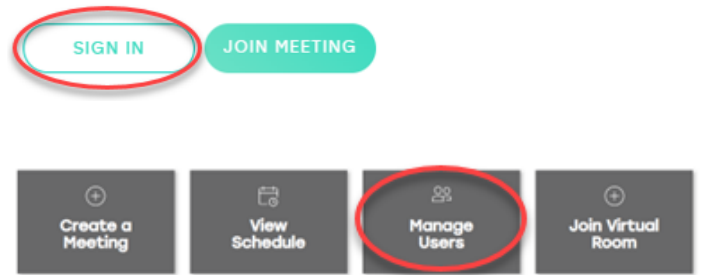 SIGN IN
JOIN MEETING
Create a
Meeting
View
Schedule
Manage
Users
Join Virtual
Room